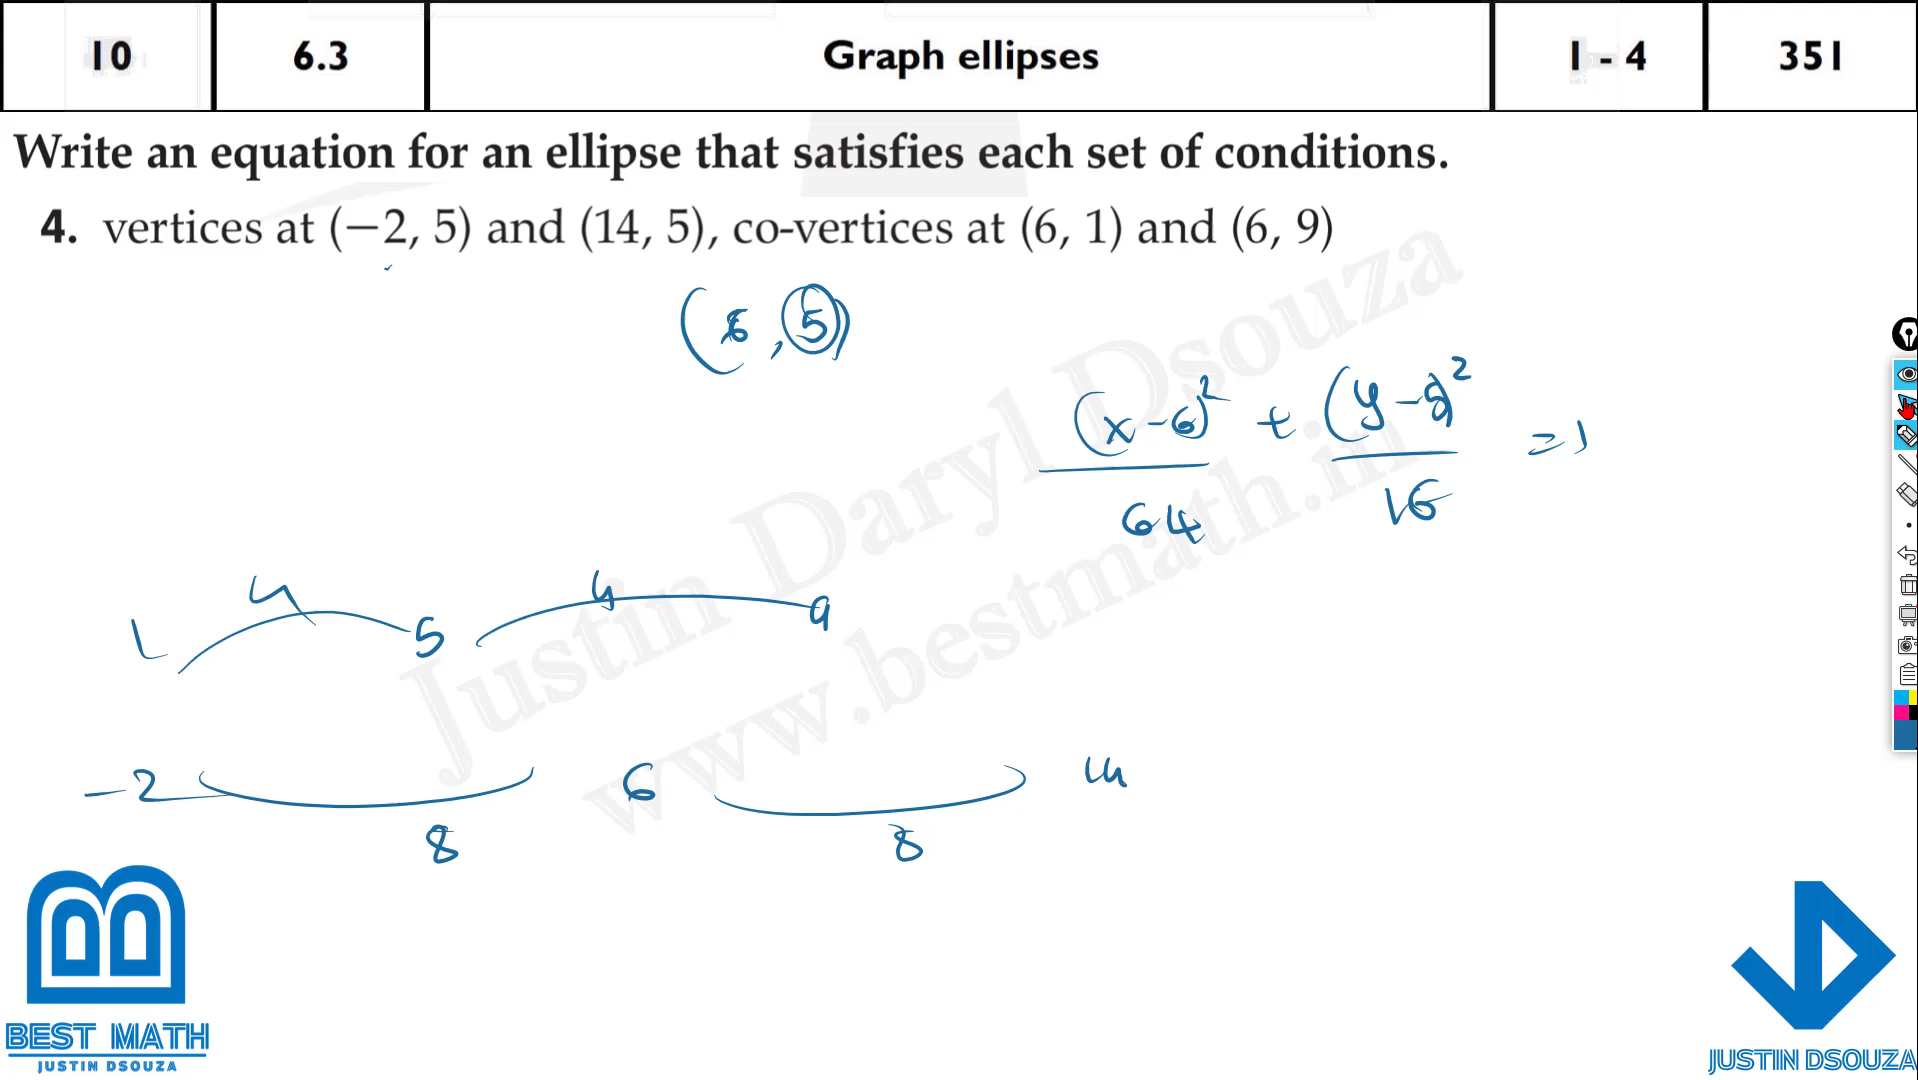 10 6.3 Graph ellipses 1 - 4 351
Write an equation for an ellipse that satisfies each set of conditions.
4. vertices at (−2, 5) and (14, 5), co-vertices at (6, 1) and (6, 9)
(6, 5)
(x-6)² + (y-5)² = 1
64 16
4 4
1 5 9
-2 6 14
8 8
Justin Daryl Dsouza
www.bestmath.in
BEST MATH
JUSTIN DSOUZA
JUSTIN DSOUZA